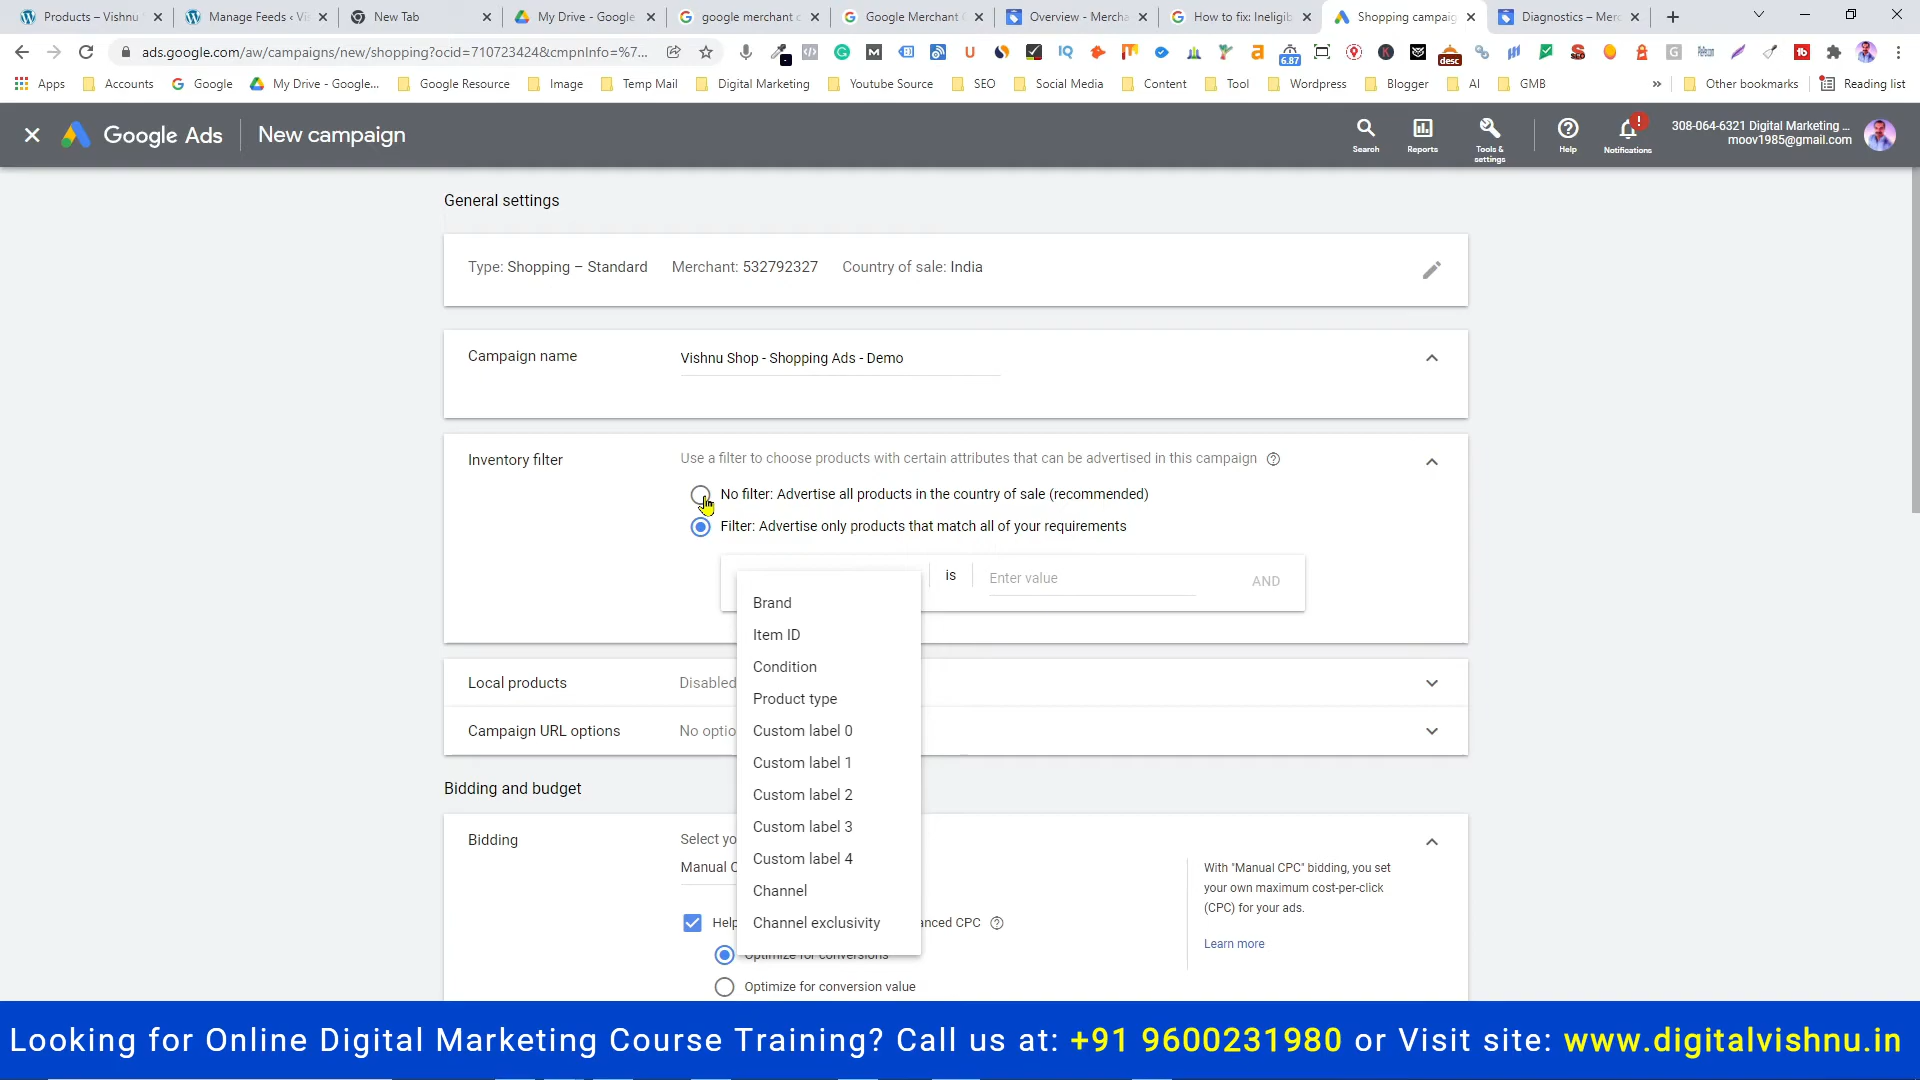 Products – Vishnu
Manage Feeds ‹ Vi
New Tab
My Drive - Google
google merchant c
Google Merchant
Overview - Mercha
How to fix: Ineligib
Shopping campaig
Diagnostics – Merc
ads.google.com/aw/campaigns/new/shopping?ocid=710723424&cmpnInfo=%7...
6.87
desc
Apps
Accounts
Google
My Drive - Google...
Google Resource
Image
Temp Mail
Digital Marketing
Youtube Source
SEO
Social Media
Content
Tool
Wordpress
Blogger
AI
GMB
»
Other bookmarks
Reading list
Google Ads
New campaign
Search
Reports
Tools &
settings
Help
Notifications
308-064-6321 Digital Marketing ...
moov1985@gmail.com
General settings
Type: Shopping – Standard
Merchant: 532792327
Country of sale: India
Campaign name
Vishnu Shop - Shopping Ads - Demo
Inventory filter
Use a filter to choose products with certain attributes that can be advertised in this campaign
No filter: Advertise all products in the country of sale (recommended)
Filter: Advertise only products that match all of your requirements
is
Enter value
AND
Brand
Item ID
Condition
Product type
Custom label 0
Custom label 1
Custom label 2
Custom label 3
Custom label 4
Channel
Channel exclusivity
Local products
Disabled
Campaign URL options
No optio
Bidding and budget
Bidding
Select yo
Manual C
Help
anced CPC
Optimize for conversions
Optimize for conversion value
With "Manual CPC" bidding, you set
your own maximum cost-per-click
(CPC) for your ads.
Learn more
Looking for Online Digital Marketing Course Training? Call us at: +91 9600231980 or Visit site: www.digitalvishnu.in